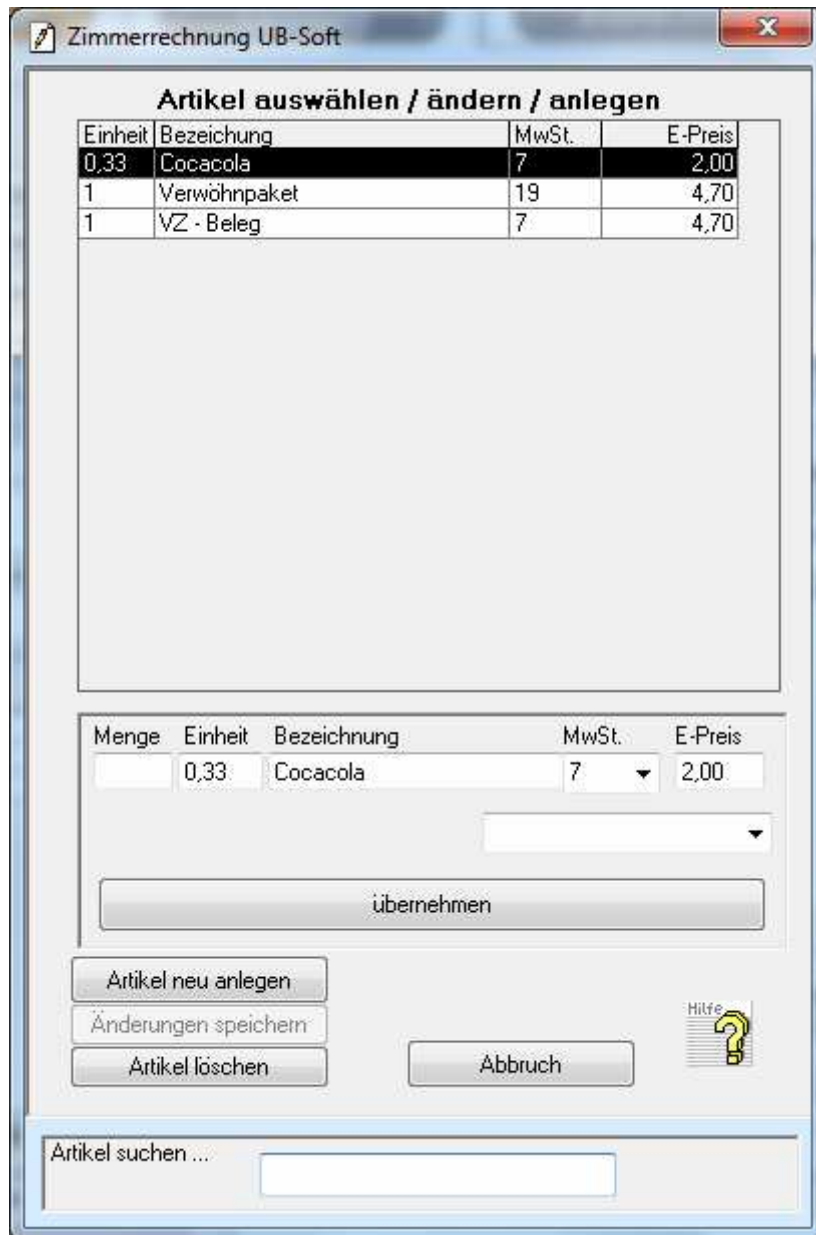 Zimmerrechnung UB-Soft
Artikel auswählen / ändern / anlegen
Einheit Bezeichung MwSt. E-Preis
0,33 Cocacola 7 2,00
1 Verwöhnpaket 19 4,70
1 VZ - Beleg 7 4,70
Menge Einheit Bezeichnung MwSt. E-Preis
0,33 Cocacola 7 2,00
übernehmen
Artikel neu anlegen
Änderungen speichern
Artikel löschen
Abbruch
Hilfe
?
Artikel suchen ...